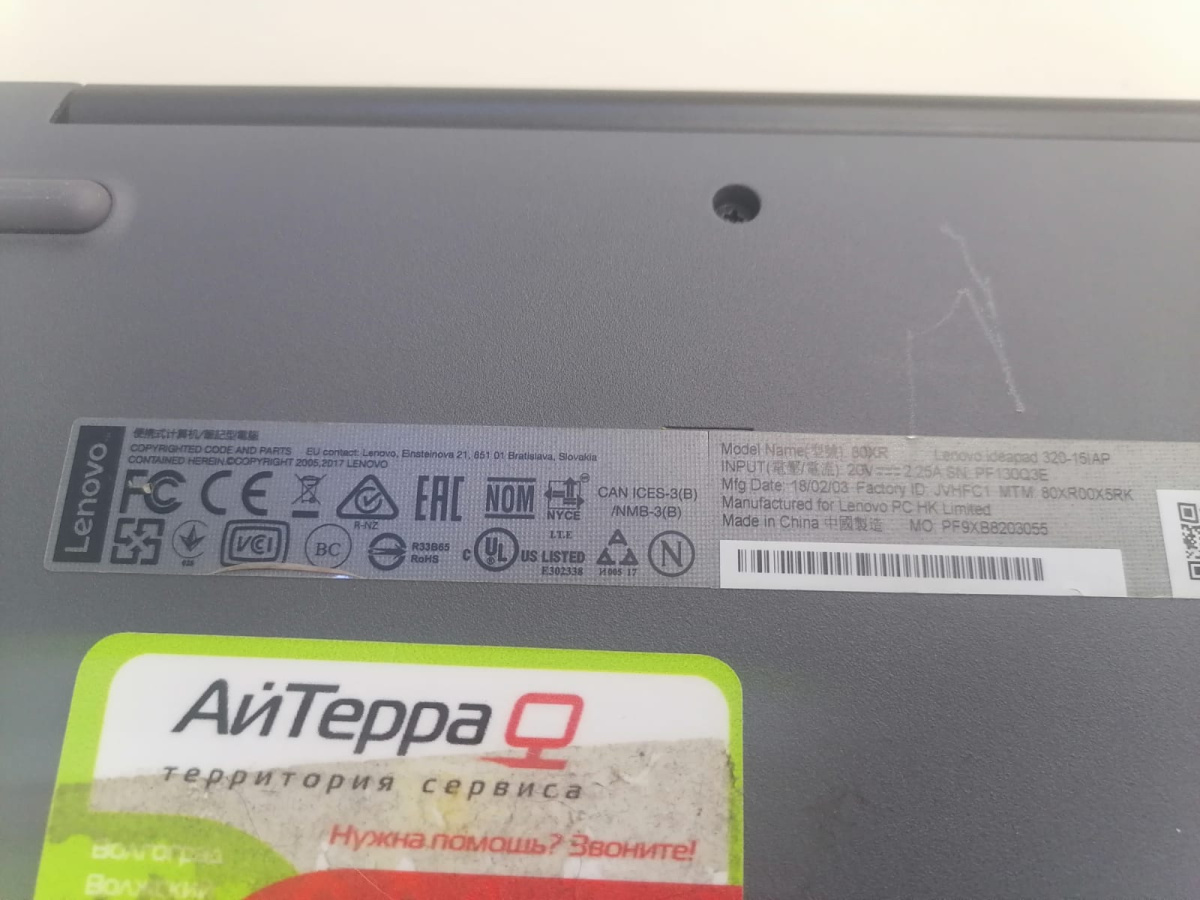 Lenovo
便携式计算机/筆記型電腦
COPYRIGHTED CODE AND PARTS
CONTAINED HEREIN.©COPYRIGHT 2005,2017 LENOVO
EU contact: Lenovo, Einsteinova 21, 851 01 Bratislava, Slovakia
FC CE
R-NZ
EAC
NOM
NYCE
CAN ICES-3(B)
/NMB-3(B)
VCCI
BC
R33B65
RoHS
I.T.E
C UL US LISTED
E302338
N
Model Name(型號) 80XR
Lenovo ideapad 320-15IAP
INPUT(電壓/電流) 20V⎓2.25A SN: PF130Q3E
Mfg Date: 18/02/03 Factory ID: JVHFC1 MTM: 80XR00X5RK
Manufactured for Lenovo PC HK Limited
Made in China 中國製造 MO: PF9XB8203055
АйТерра
территория сервиса
Нужна помощь? Звоните!
Волгоград
Волжский